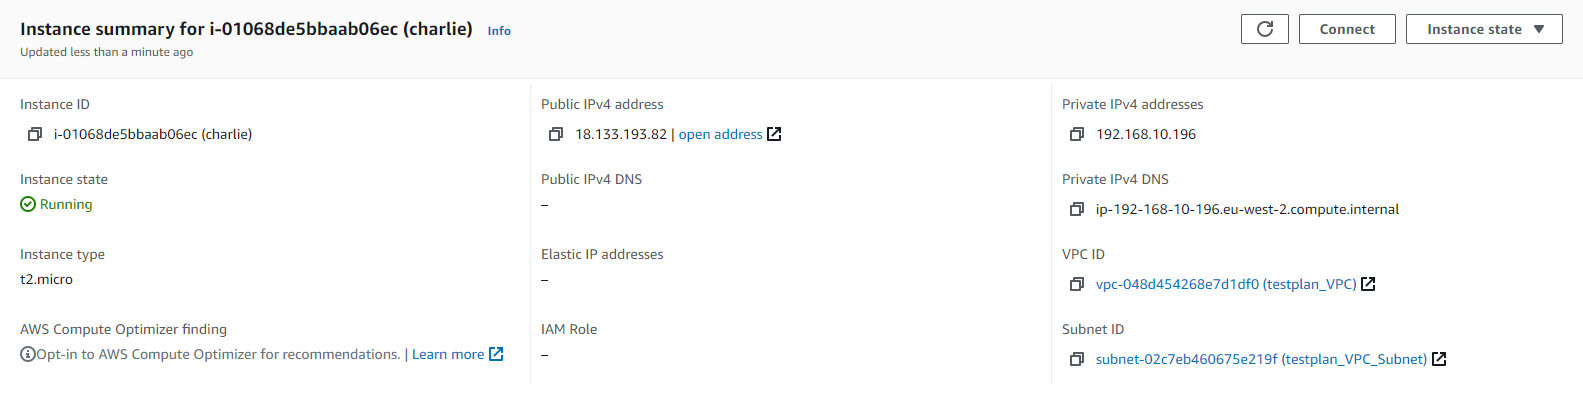 Instance summary for i-01068de5bbaab06ec (charlie) Info
Updated less than a minute ago
Connect
Instance state
Instance ID
i-01068de5bbaab06ec (charlie)
Public IPv4 address
18.133.193.82 | open address
Private IPv4 addresses
192.168.10.196
Instance state
Running
Public IPv4 DNS
–
Private IPv4 DNS
ip-192-168-10-196.eu-west-2.compute.internal
Instance type
t2.micro
Elastic IP addresses
–
VPC ID
vpc-048d454268e7d1df0 (testplan_VPC)
AWS Compute Optimizer finding
Opt-in to AWS Compute Optimizer for recommendations. | Learn more
IAM Role
–
Subnet ID
subnet-02c7eb460675e219f (testplan_VPC_Subnet)